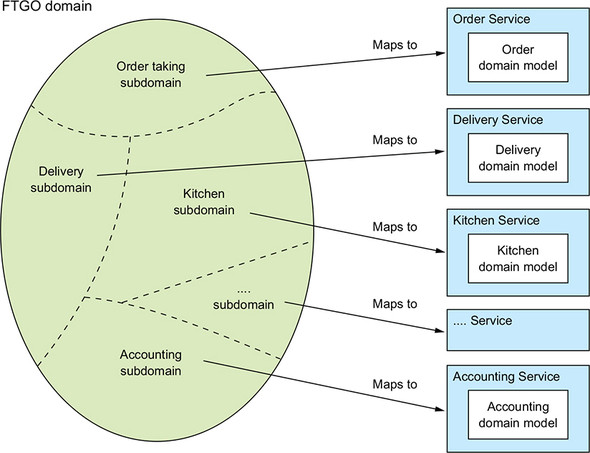 FTGO domain
Order taking
subdomain
Delivery
subdomain
Kitchen
subdomain
....
subdomain
Accounting
subdomain
Maps to
Maps to
Maps to
Maps to
Maps to
Order Service
Order
domain model
Delivery Service
Delivery
domain model
Kitchen Service
Kitchen
domain model
.... Service
Accounting Service
Accounting
domain model